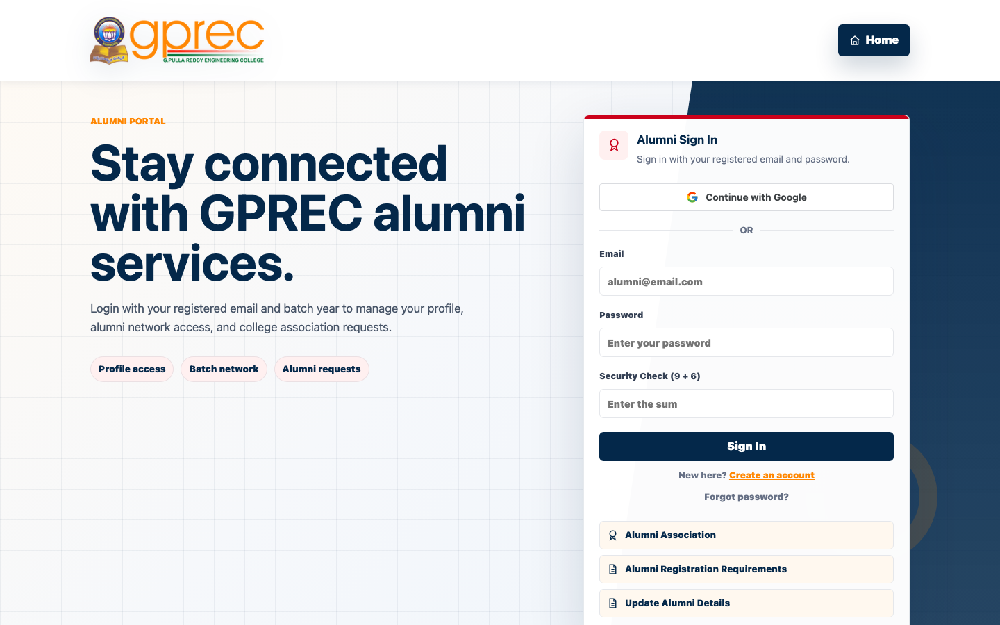 gprec
G.PULLA REDDY ENGINEERING COLLEGE
Home
ALUMNI PORTAL
Stay connected
with GPREC alumni
services.
Login with your registered email and batch year to manage your profile,
alumni network access, and college association requests.
Profile access
Batch network
Alumni requests
Alumni Sign In
Sign in with your registered email and password.
Continue with Google
OR
Email
alumni@email.com
Password
Enter your password
Security Check (9 + 6)
Enter the sum
Sign In
New here? Create an account
Forgot password?
Alumni Association
Alumni Registration Requirements
Update Alumni Details